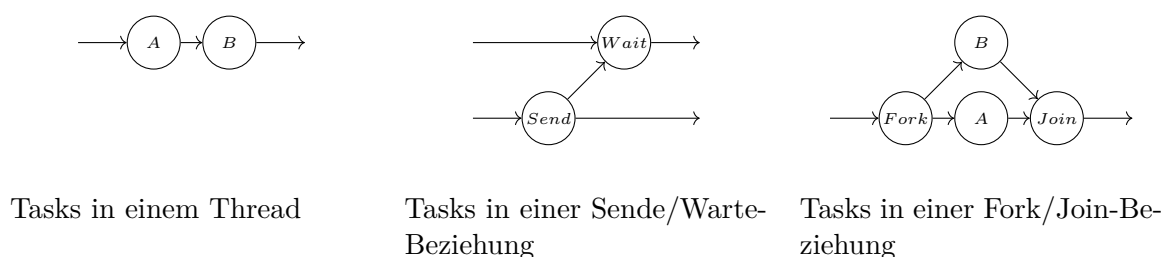 A B
Wait
Send
B
Fork A Join
Tasks in einem Thread
Tasks in einer Sende/Warte-
Beziehung
Tasks in einer Fork/Join-Be-
ziehung